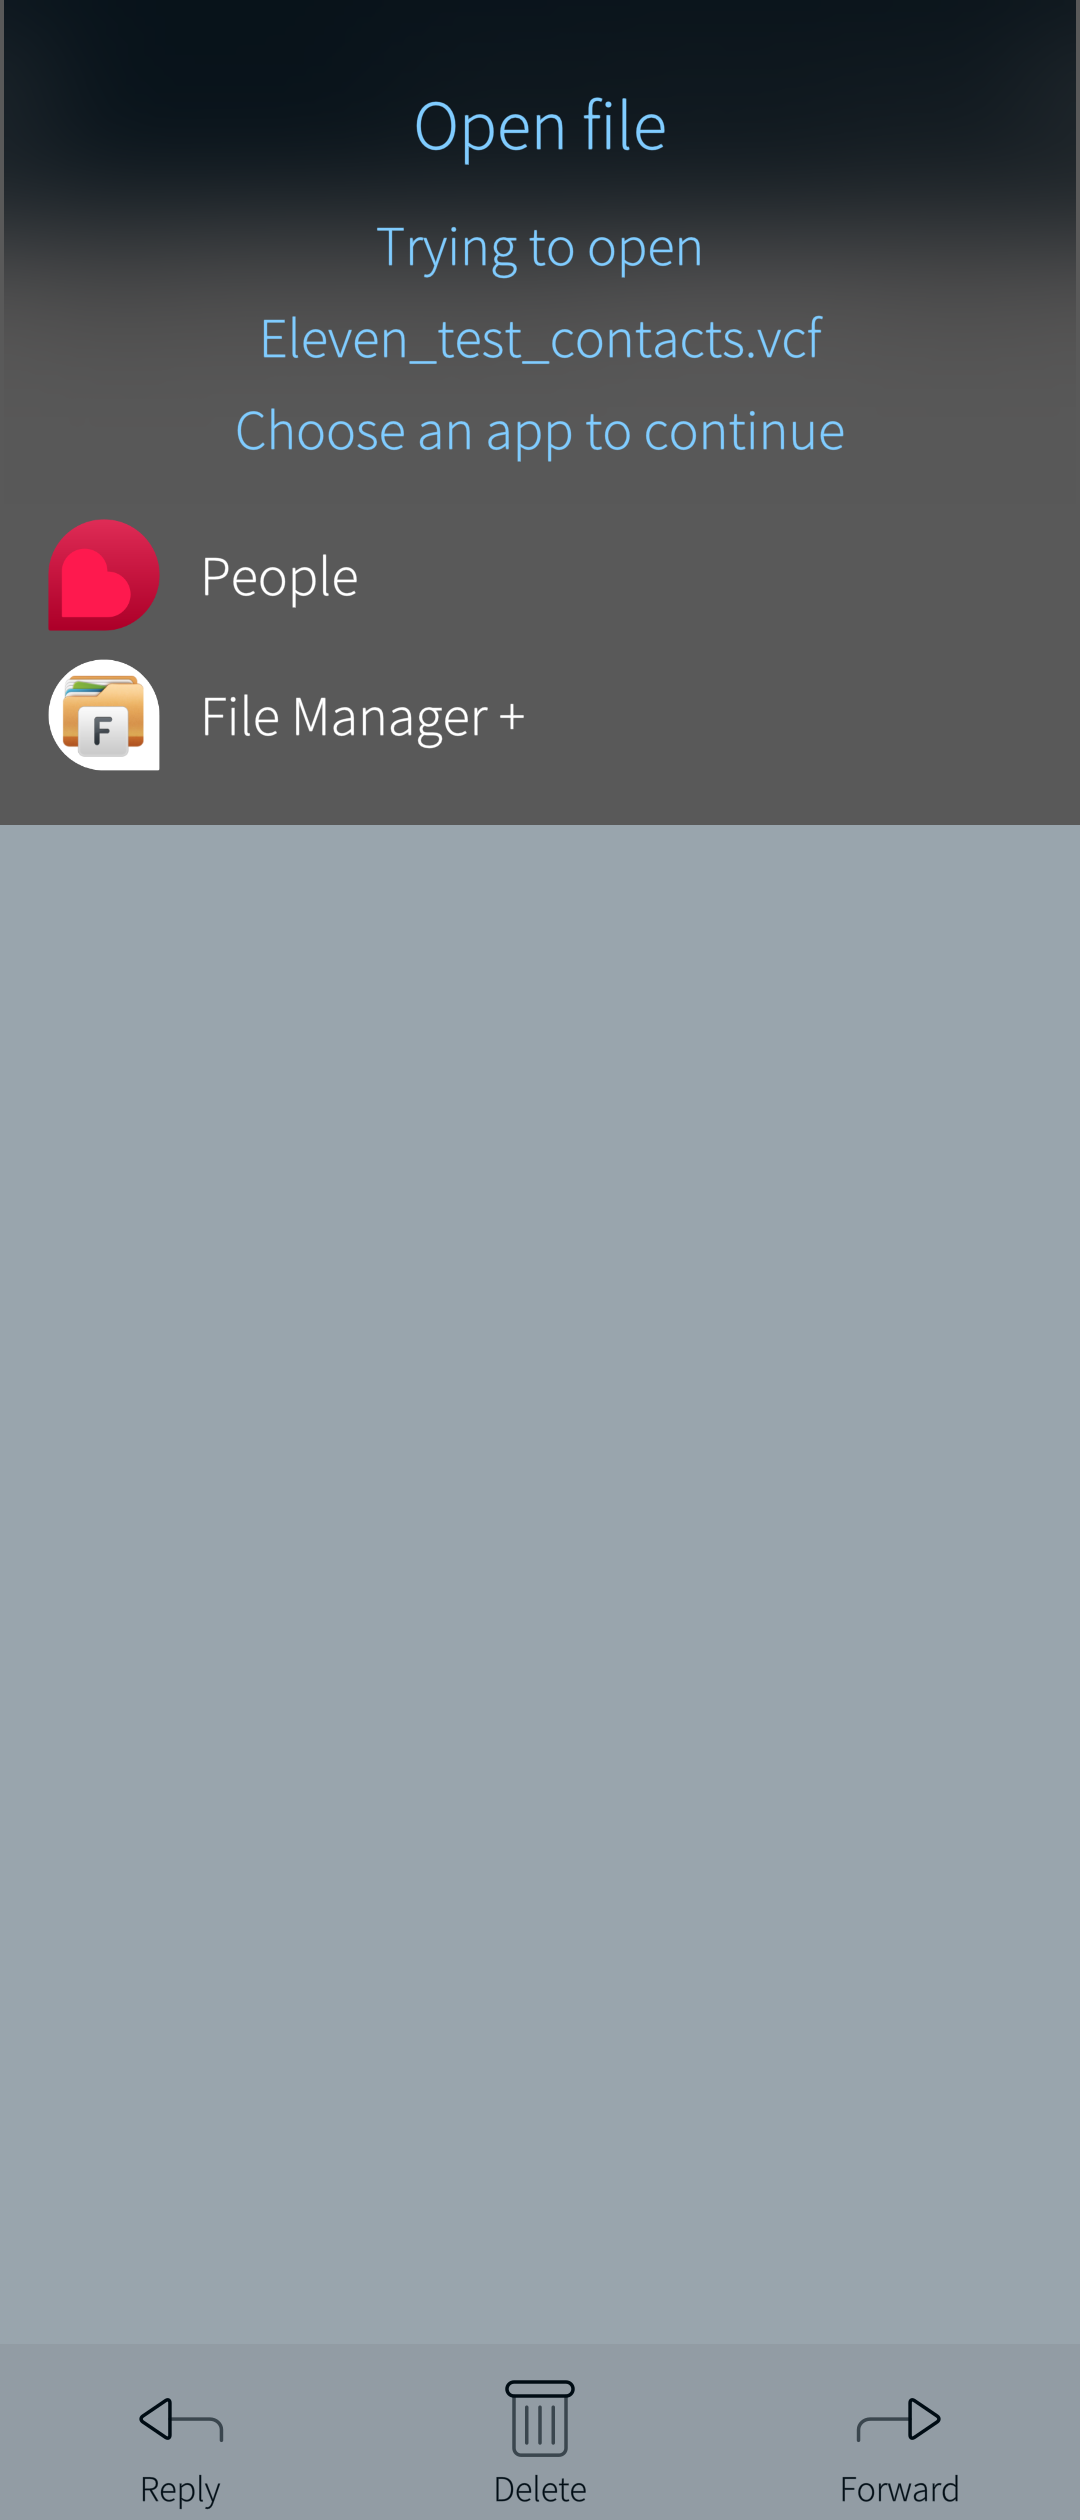 Open file
Trying to open
Eleven_test_contacts.vcf
Choose an app to continue
People
F
File Manager +
Reply
Delete
Forward